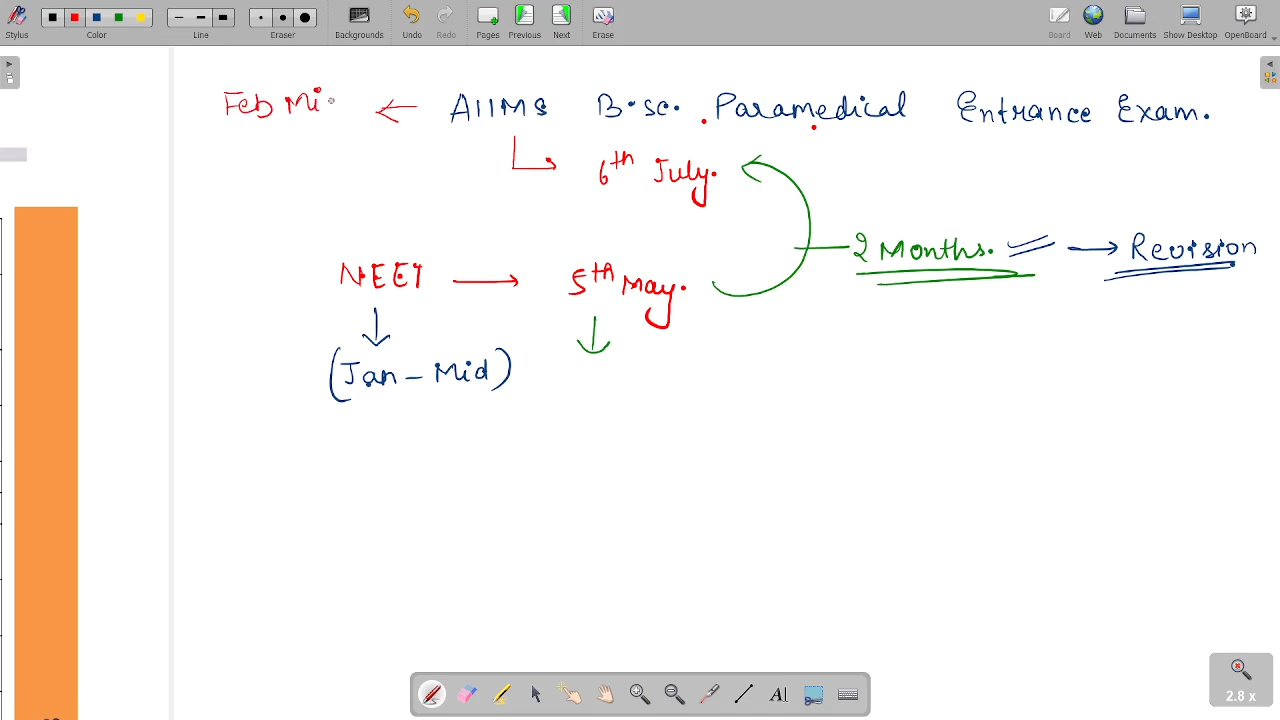 Stylus Color Line Eraser Backgrounds Undo Redo Pages Previous Next Erase Board Web Documents Show Desktop OpenBoard
Feb Mi ← AIIMS B.sc. Paramedical Entrance Exam.
6th July.
2 Months. → Revision
NEET → 5th May.
(Jan - Mid)
2.8 x